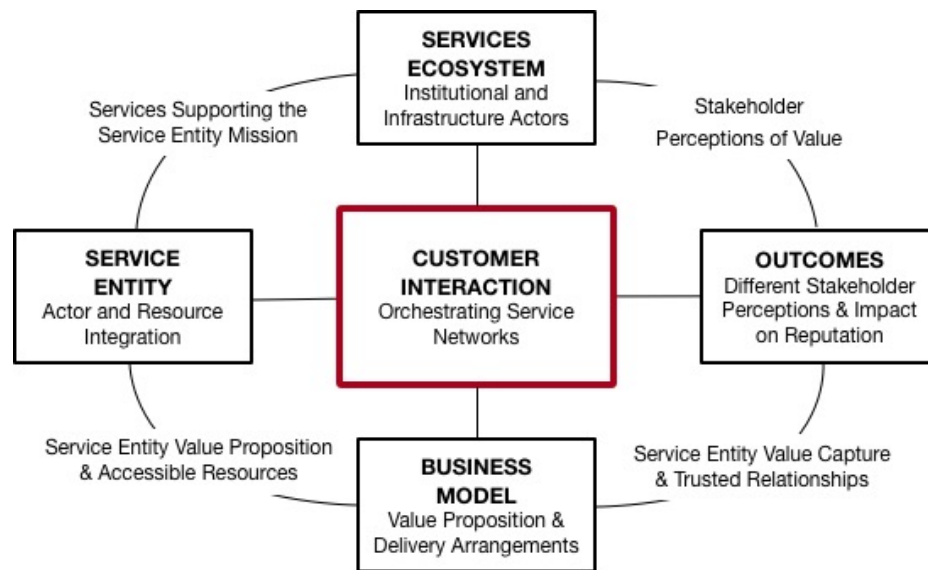 SERVICES
ECOSYSTEM
Institutional and
Infrastructure Actors
Services Supporting the
Service Entity Mission
Stakeholder
Perceptions of Value
SERVICE
ENTITY
Actor and Resource
Integration
CUSTOMER
INTERACTION
Orchestrating Service
Networks
OUTCOMES
Different Stakeholder
Perceptions & Impact
on Reputation
Service Entity Value Proposition
& Accessible Resources
BUSINESS
MODEL
Value Proposition &
Delivery Arrangements
Service Entity Value Capture
& Trusted Relationships